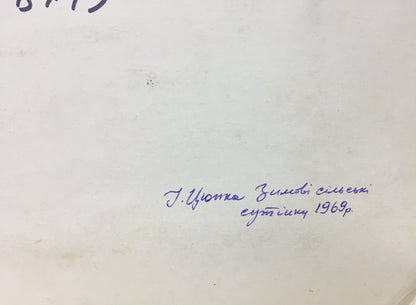 І. Цюпка Зимові сільські
сутінки 1969р.